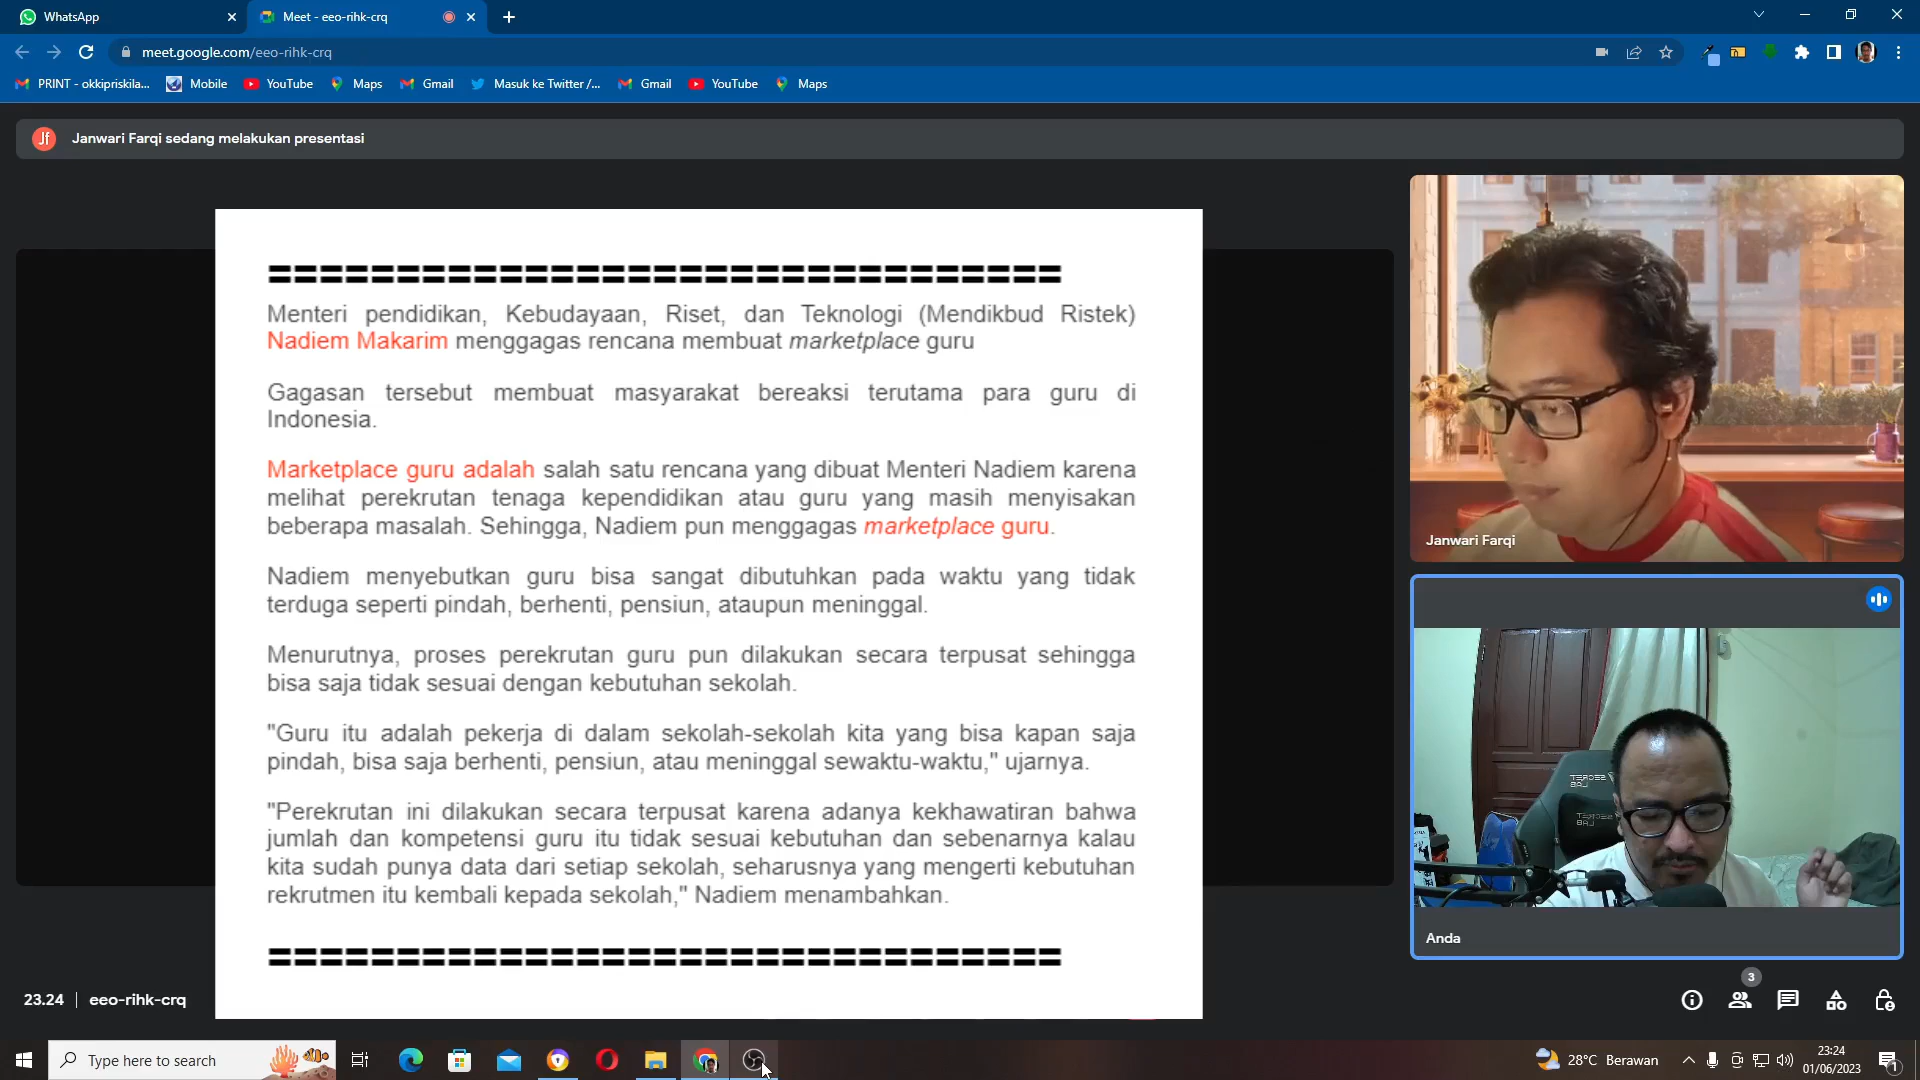 WhatsApp
Meet - eeo-rihk-crq
meet.google.com/eeo-rihk-crq
PRINT - okkipriskila...
Mobile
YouTube
Maps
Gmail
Masuk ke Twitter /...
Gmail
YouTube
Maps
Jf
Janwari Farqi sedang melakukan presentasi
===============================
Menteri pendidikan, Kebudayaan, Riset, dan Teknologi (Mendikbud Ristek)
Nadiem Makarim menggagas rencana membuat marketplace guru
Gagasan tersebut membuat masyarakat bereaksi terutama para guru di
Indonesia.
Marketplace guru adalah salah satu rencana yang dibuat Menteri Nadiem karena
melihat perekrutan tenaga kependidikan atau guru yang masih menyisakan
beberapa masalah. Sehingga, Nadiem pun menggagas marketplace guru.
Nadiem menyebutkan guru bisa sangat dibutuhkan pada waktu yang tidak
terduga seperti pindah, berhenti, pensiun, ataupun meninggal.
Menurutnya, proses perekrutan guru pun dilakukan secara terpusat sehingga
bisa saja tidak sesuai dengan kebutuhan sekolah.
"Guru itu adalah pekerja di dalam sekolah-sekolah kita yang bisa kapan saja
pindah, bisa saja berhenti, pensiun, atau meninggal sewaktu-waktu," ujarnya.
"Perekrutan ini dilakukan secara terpusat karena adanya kekhawatiran bahwa
jumlah dan kompetensi guru itu tidak sesuai kebutuhan dan sebenarnya kalau
kita sudah punya data dari setiap sekolah, seharusnya yang mengerti kebutuhan
rekrutmen itu kembali kepada sekolah," Nadiem menambahkan.
===============================
Janwari Farqi
SECRET
LAB
SECRET
LAB
Anda
23.24
eeo-rihk-crq
3
Type here to search
28°C Berawan
23:24
01/06/2023
1